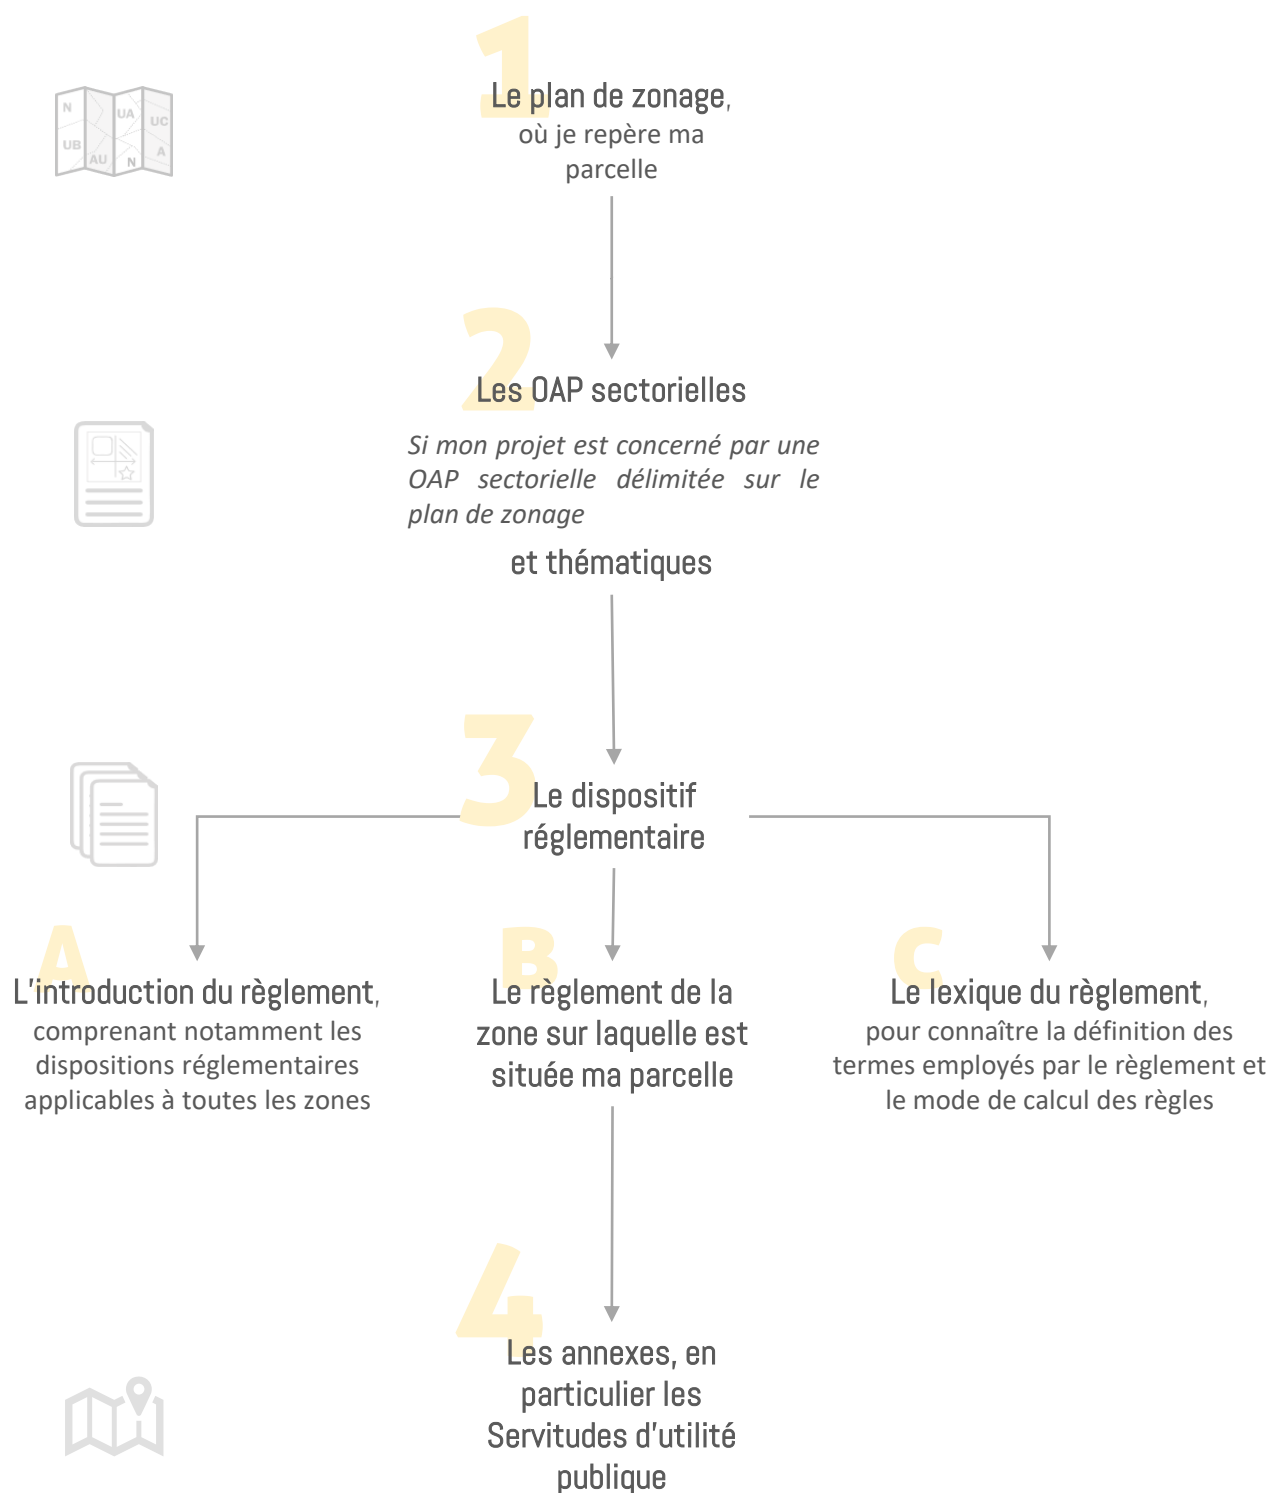 1
Le plan de zonage,
où je repère ma
parcelle
N
UA
UC
UB
AU
N
A
2
Les OAP sectorielles
Si mon projet est concerné par une
OAP sectorielle délimitée sur le
plan de zonage
et thématiques
3
Le dispositif
réglementaire
A
L'introduction du règlement,
comprenant notamment les
dispositions réglementaires
applicables à toutes les zones
B
Le règlement de la
zone sur laquelle est
située ma parcelle
C
Le lexique du règlement,
pour connaître la définition des
termes employés par le règlement et
le mode de calcul des règles
4
Les annexes, en
particulier les
Servitudes d'utilité
publique